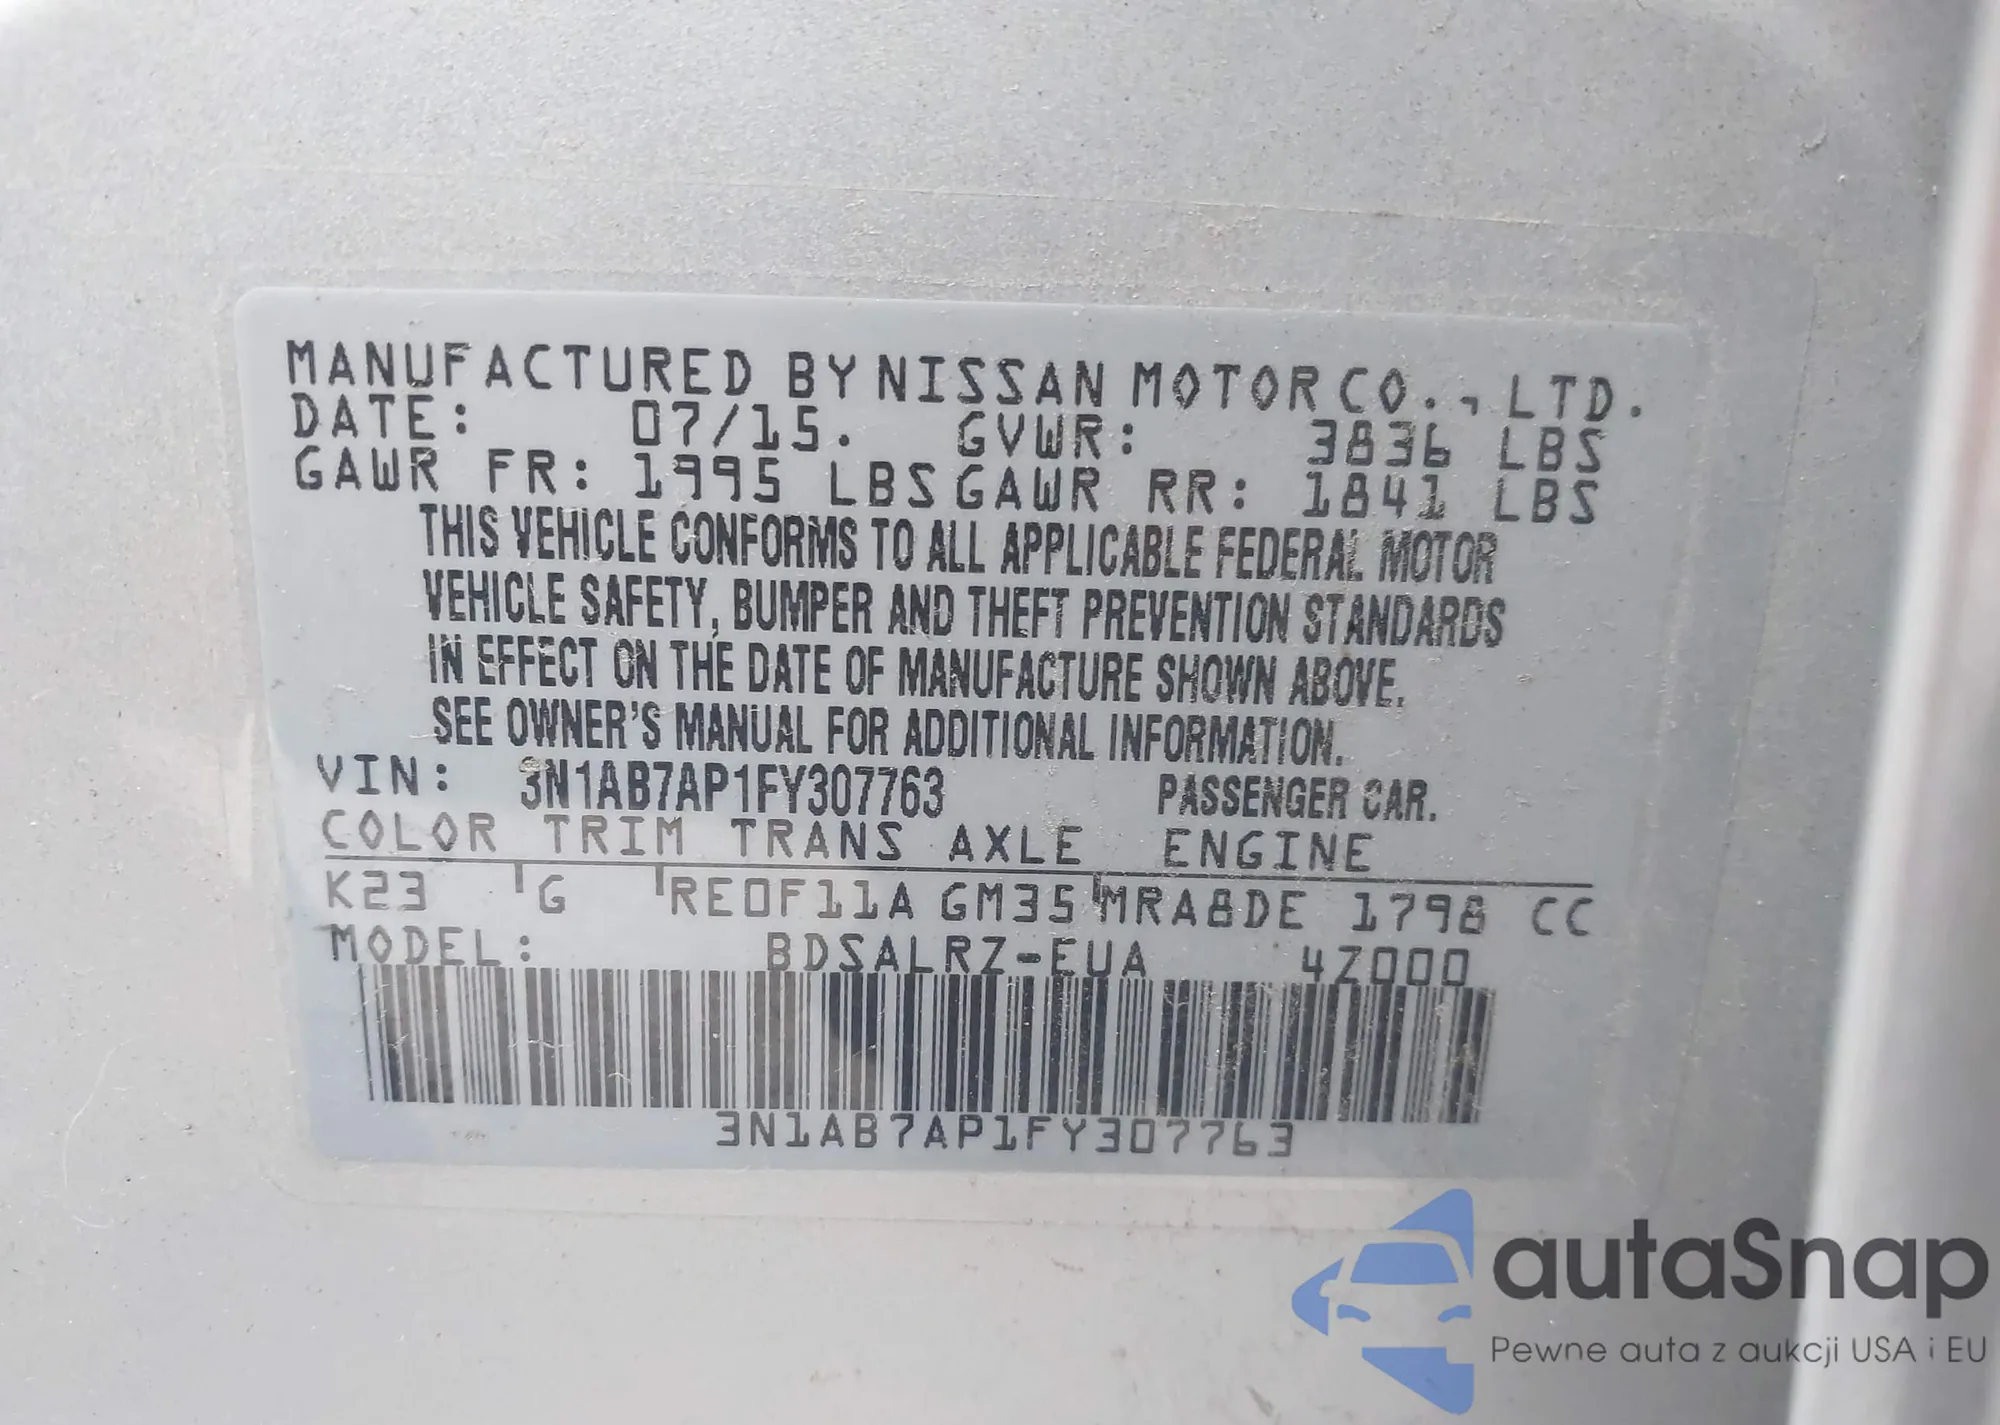 MANUFACTURED BY NISSAN MOTOR CO., LTD.
DATE: 07/15. GVWR: 3836 LBS
GAWR FR: 1995 LBS GAWR RR: 1841 LBS
THIS VEHICLE CONFORMS TO ALL APPLICABLE FEDERAL MOTOR
VEHICLE SAFETY, BUMPER AND THEFT PREVENTION STANDARDS
IN EFFECT ON THE DATE OF MANUFACTURE SHOWN ABOVE.
SEE OWNER'S MANUAL FOR ADDITIONAL INFORMATION.
VIN: 3N1AB7AP1FY307763 PASSENGER CAR.
COLOR TRIM TRANS AXLE ENGINE
K23 G RE0F11A GM35 MRA8DE 1798 CC
MODEL: BDSALRZ-EUA 4Z000
3N1AB7AP1FY307763
autaSnap
Pewne auta z aukcji USA i EU